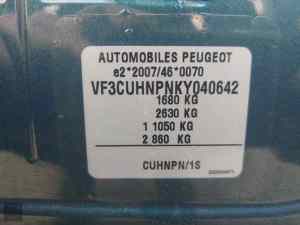 AUTOMOBILES PEUGEOT
e2*2007/46*0070
VF3CUHNPNKY040642
1680 KG
2630 KG
1 1050 KG
2 860 KG
CUHNPN/1S